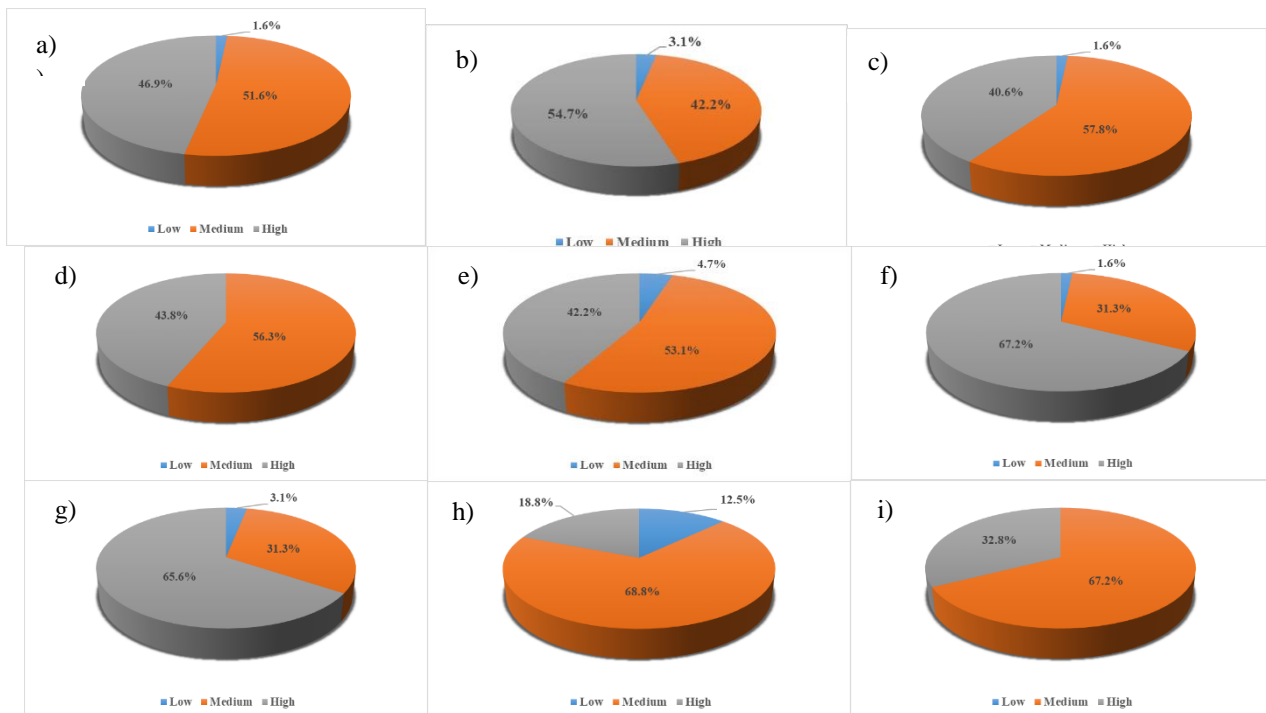 a)
1.6%
46.9%
51.6%
Low Medium High
b)
3.1%
54.7%
42.2%
Low Medium High
c)
1.6%
40.6%
57.8%
d)
43.8%
56.3%
Low Medium High
e)
4.7%
42.2%
53.1%
Low Medium High
f)
1.6%
31.3%
67.2%
Low Medium High
g)
3.1%
31.3%
65.6%
Low Medium High
h)
18.8%
12.5%
68.8%
Low Medium High
i)
32.8%
67.2%
Low Medium High